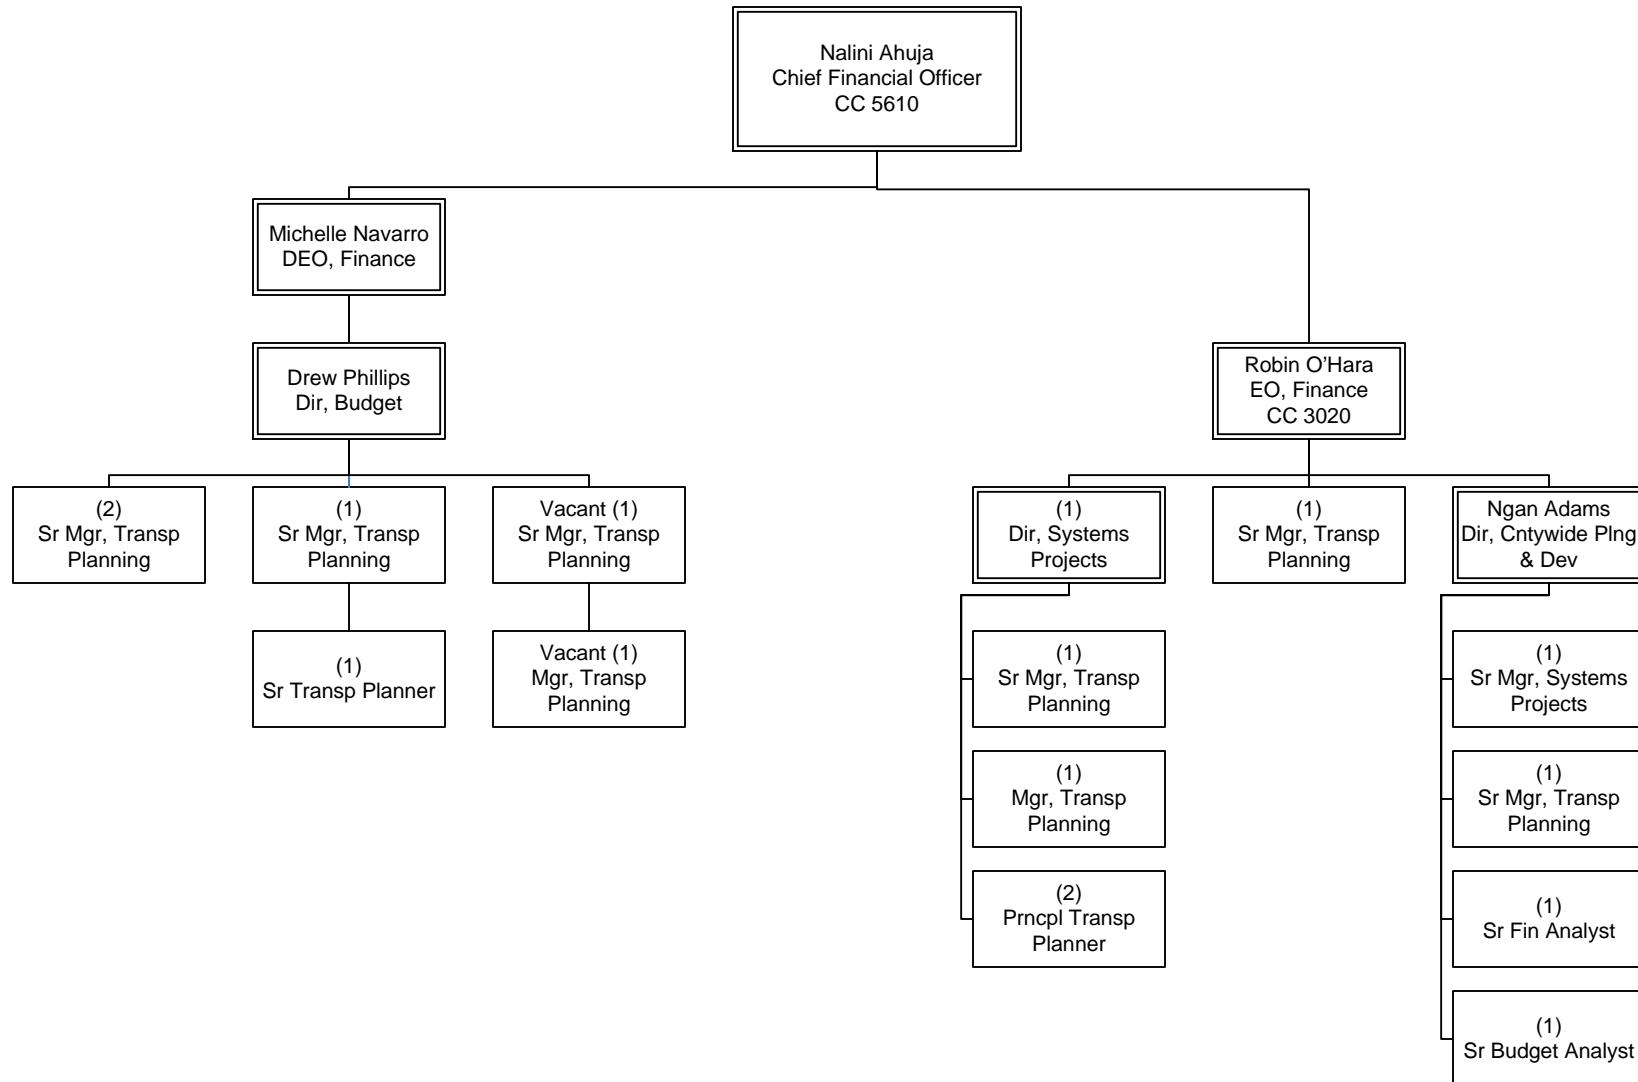 Nalini Ahuja
Chief Financial Officer
CC 5610
Michelle Navarro
DEO, Finance
Drew Phillips
Dir, Budget
Robin O’Hara
EO, Finance
CC 3020
(2)
Sr Mgr, Transp
Planning
(1)
Sr Mgr, Transp
Planning
Vacant (1)
Sr Mgr, Transp
Planning
(1)
Dir, Systems
Projects
(1)
Sr Mgr, Transp
Planning
Ngan Adams
Dir, Cntywide Plng
& Dev
(1)
Sr Transp Planner
Vacant (1)
Mgr, Transp
Planning
(1)
Sr Mgr, Transp
Planning
(1)
Sr Mgr, Systems
Projects
(1)
Mgr, Transp
Planning
(1)
Sr Mgr, Transp
Planning
(2)
Prncpl Transp
Planner
(1)
Sr Fin Analyst
(1)
Sr Budget Analyst